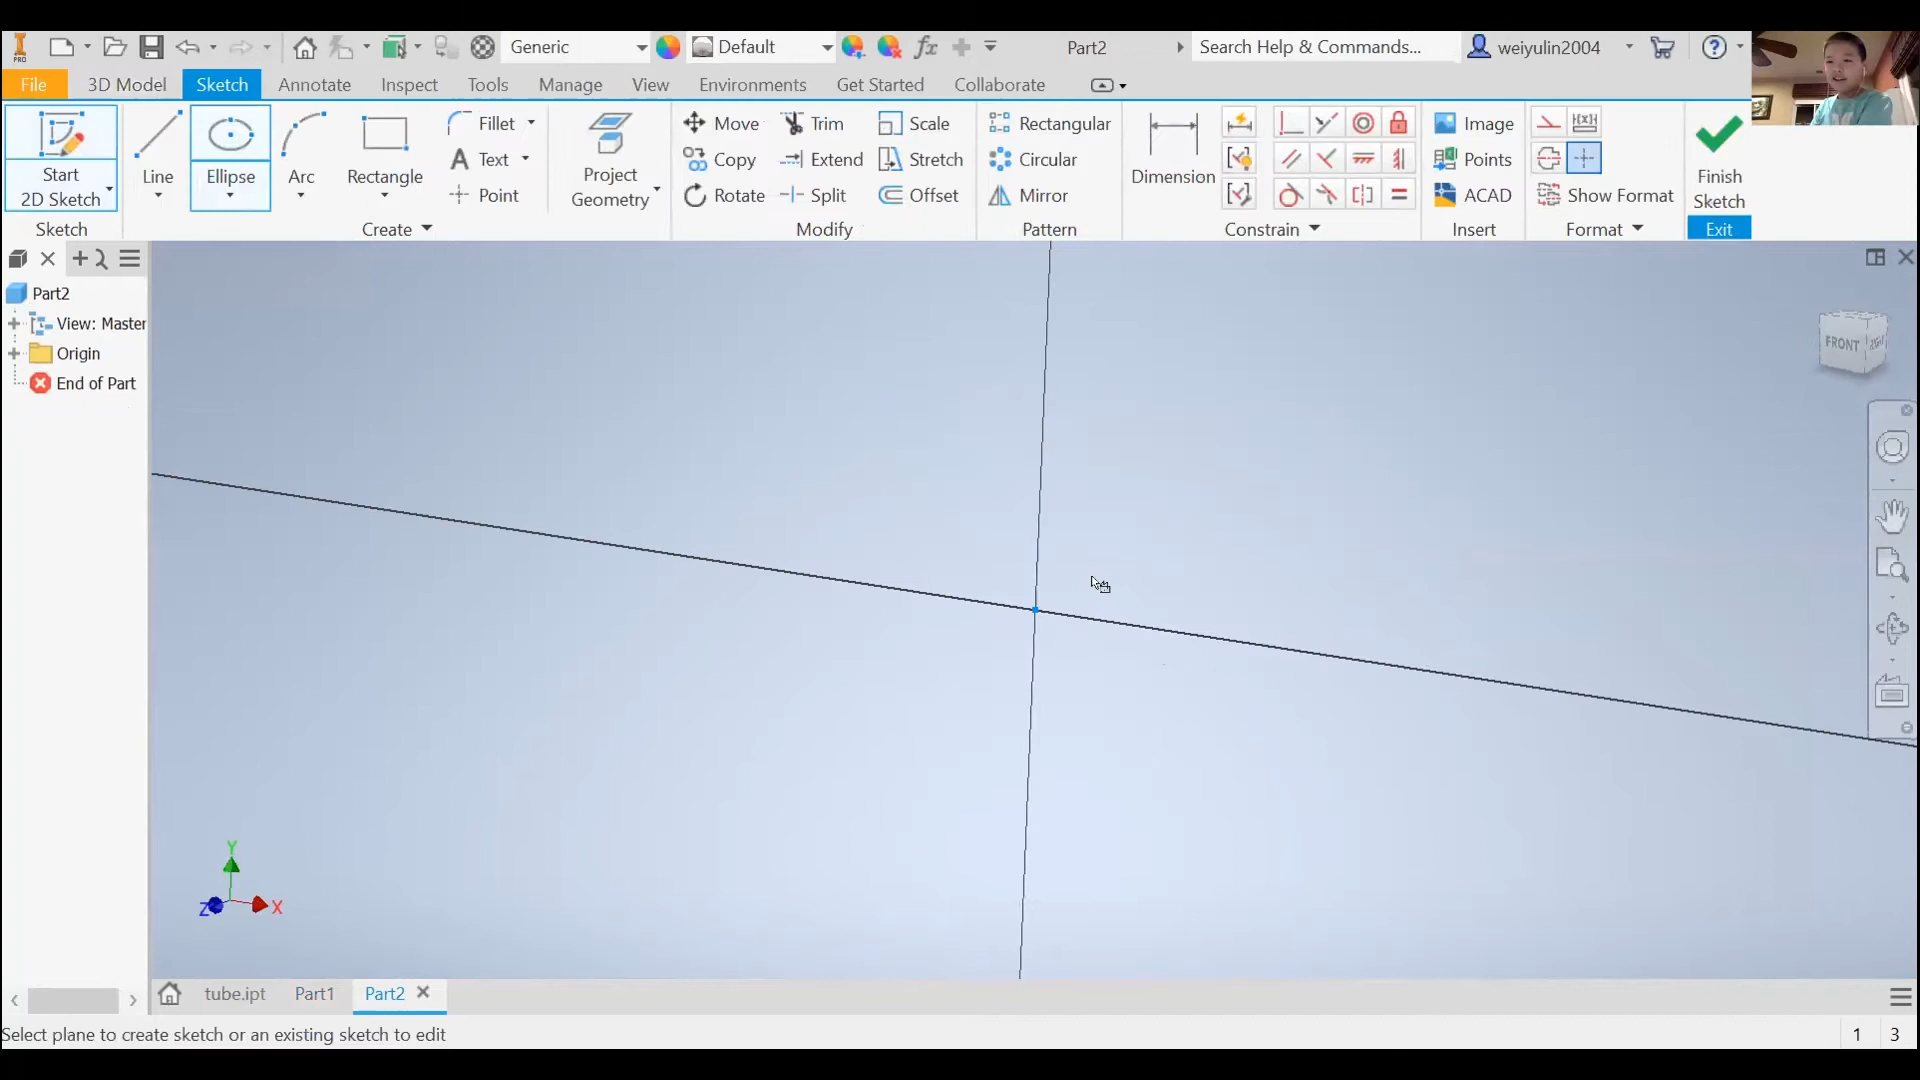 PRO
Generic
Default
Part2
Search Help & Commands...
weiyulin2004
File
3D Model
Sketch
Annotate
Inspect
Tools
Manage
View
Environments
Get Started
Collaborate
Start
2D Sketch
Line
Ellipse
Arc
Rectangle
Fillet
Text
Point
Project
Geometry
Move
Copy
Rotate
Trim
Extend
Split
Scale
Stretch
Offset
Rectangular
Circular
Mirror
Dimension
Image
Points
ACAD
Show Format
Finish
Sketch
Sketch
Create
Modify
Pattern
Constrain
Insert
Format
Exit
Part2
View: Master
Origin
End of Part
FRONT
RIGHT
Y
Z
X
tube.ipt
Part1
Part2
Select plane to create sketch or an existing sketch to edit
1
3